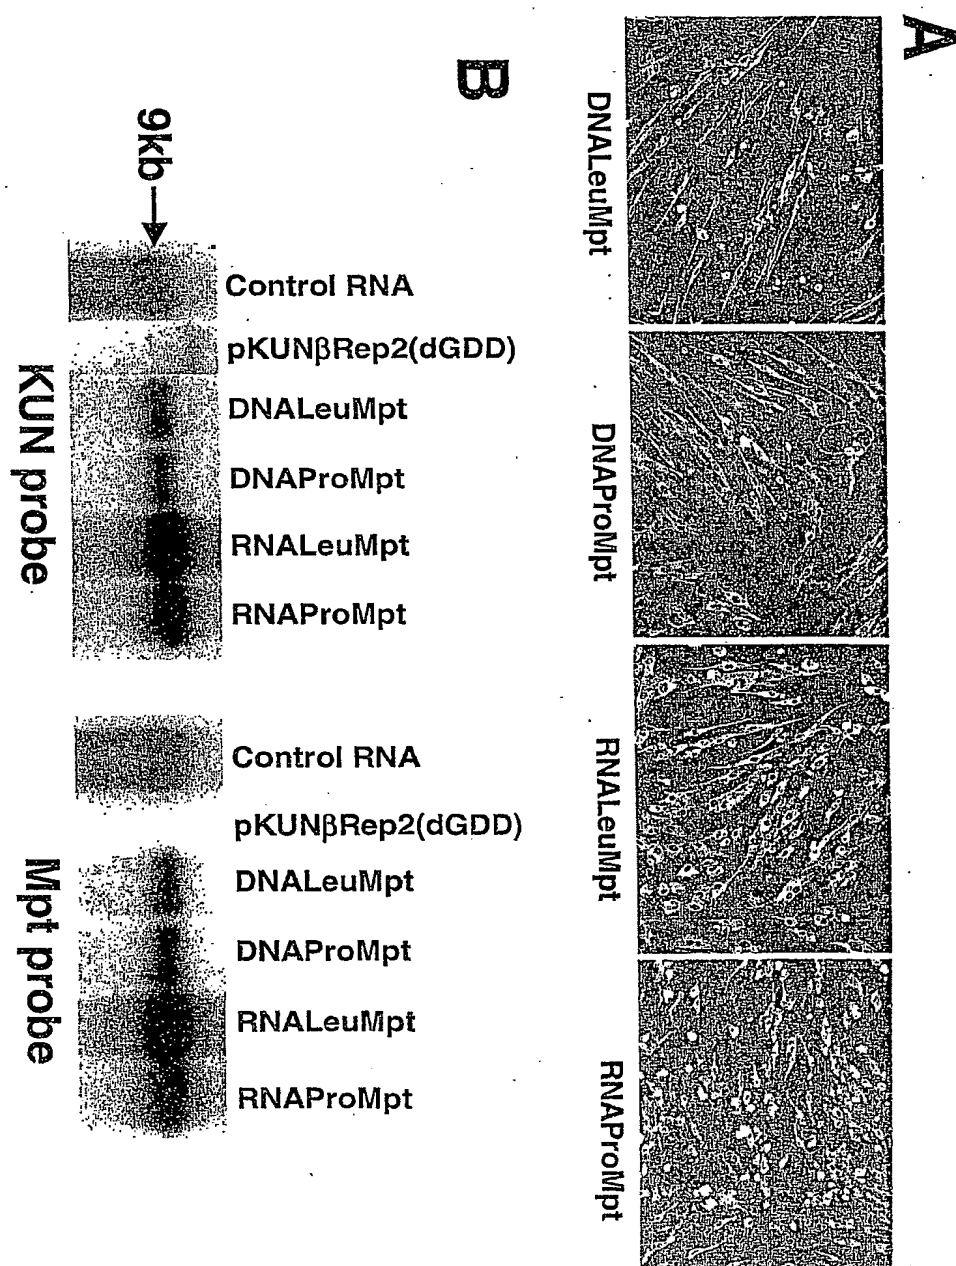 A
DNALeuMpt
DNAProMpt
RNALeuMpt
RNAProMpt
B
9kb
Control RNA
pKUNβRep2(dGDD)
DNALeuMpt
DNAProMpt
RNALeuMpt
RNAProMpt
KUN probe
Control RNA
pKUNβRep2(dGDD)
DNALeuMpt
DNAProMpt
RNALeuMpt
RNAProMpt
Mpt probe